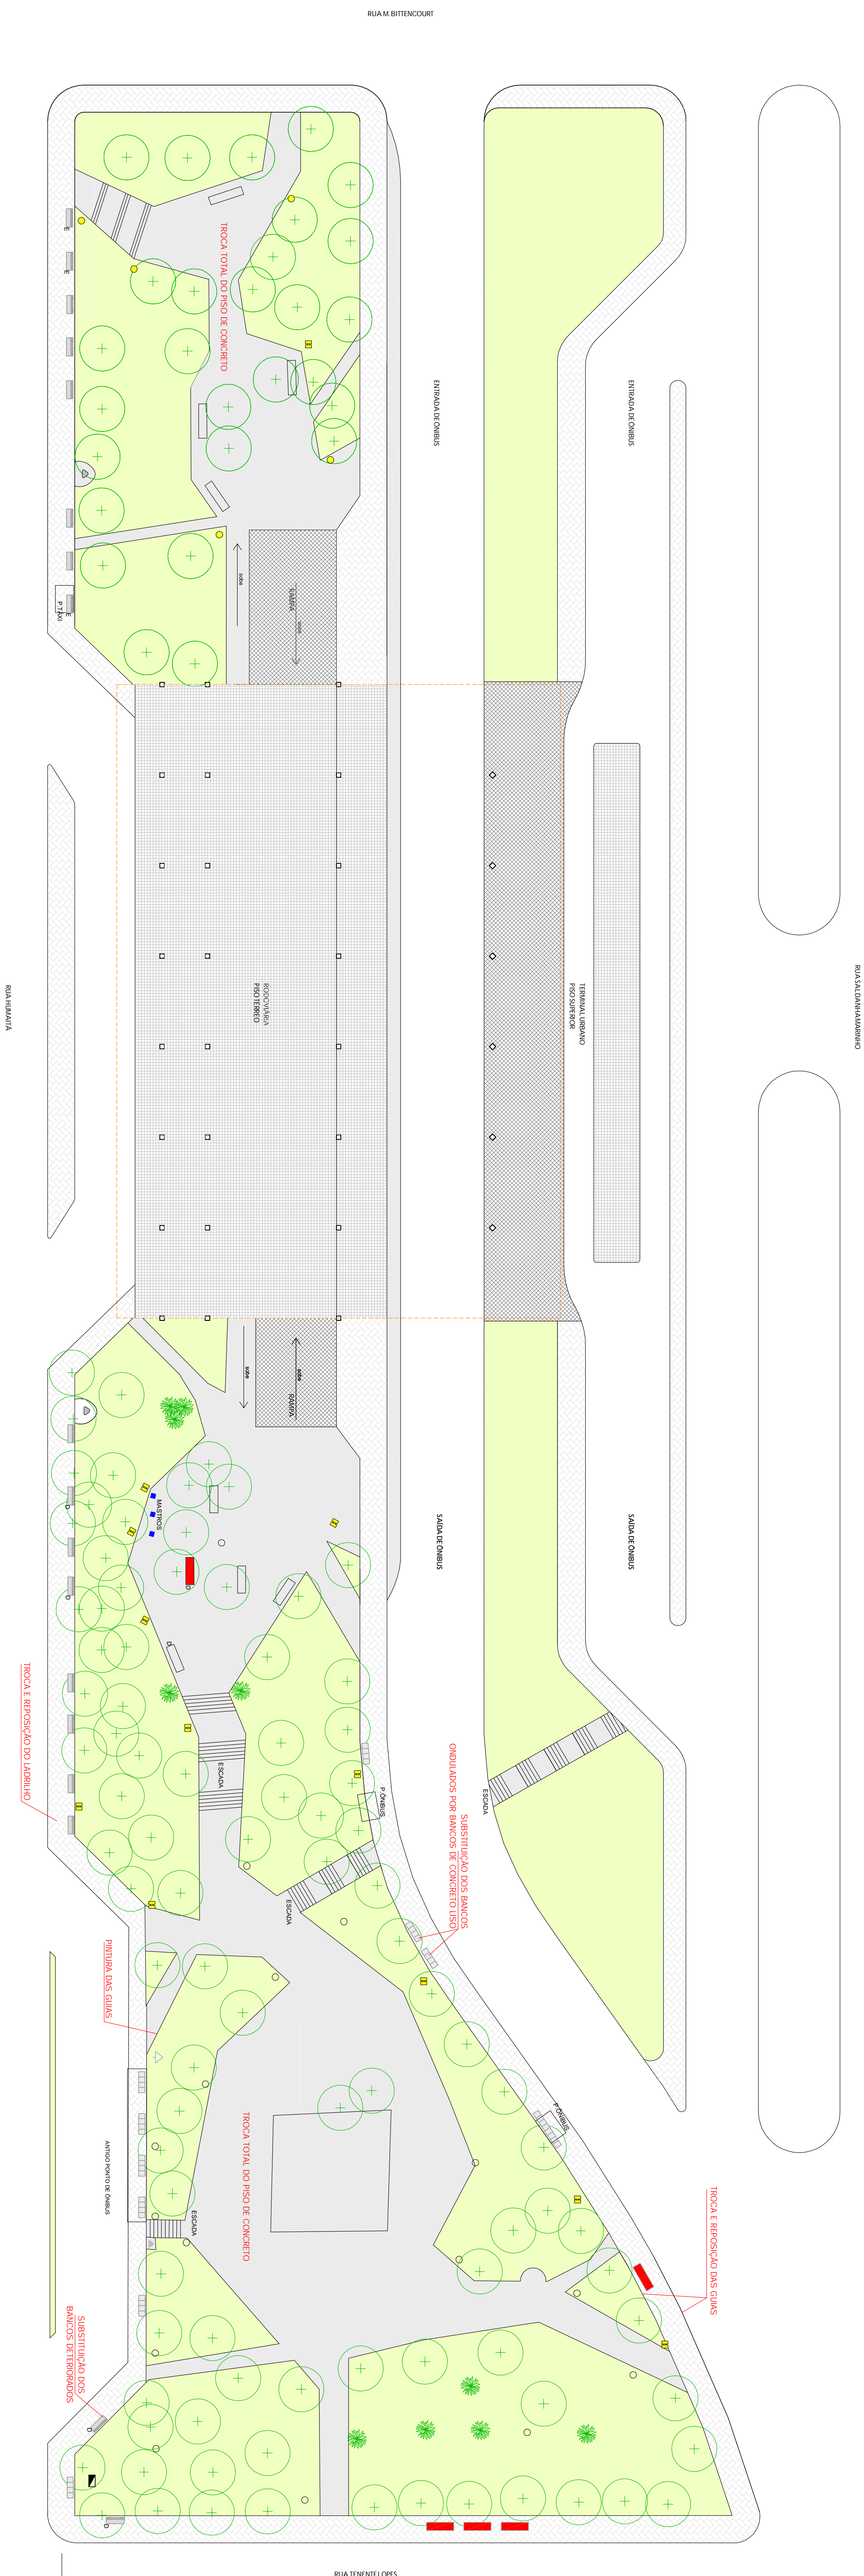 RUA M. BITTENCOURT
TROCA TOTAL DO PISO DE CONCRETO
E
E
ENTRADA DE ÔNIBUS
ENTRADA DE ÔNIBUS
sobe
RAMPA
sobe
P.TÁXI
E
RUA HUMAITÁ
RODOVIÁRIA
PISO TÉRREO
TERMINAL URBANO
PISO SUPERIOR
RUA SALDANHA MARINHO
sobe
sobe
RAMPA
MASTROS
D
D
D
D
SAÍDA DE ÔNIBUS
SAÍDA DE ÔNIBUS
TROCA E REPOSIÇÃO DO LADRILHO
ESCADA
P.ÔNIBUS
ESCADA
SUBSTITUIÇÃO DOS BANCOS
ONDULADOS POR BANCOS DE CONCRETO LISO
ESCADA
PINTURA DAS GUIAS
P.ÔNIBUS
TROCA TOTAL DO PISO DE CONCRETO
ANTIGO PONTO DE ÔNIBUS
ESCADA
TROCA E REPOSIÇÃO DAS GUIAS
SUBSTITUIÇÃO DOS
BANCOS DETERIORADOS
D
D
RUA TENENTE LOPES